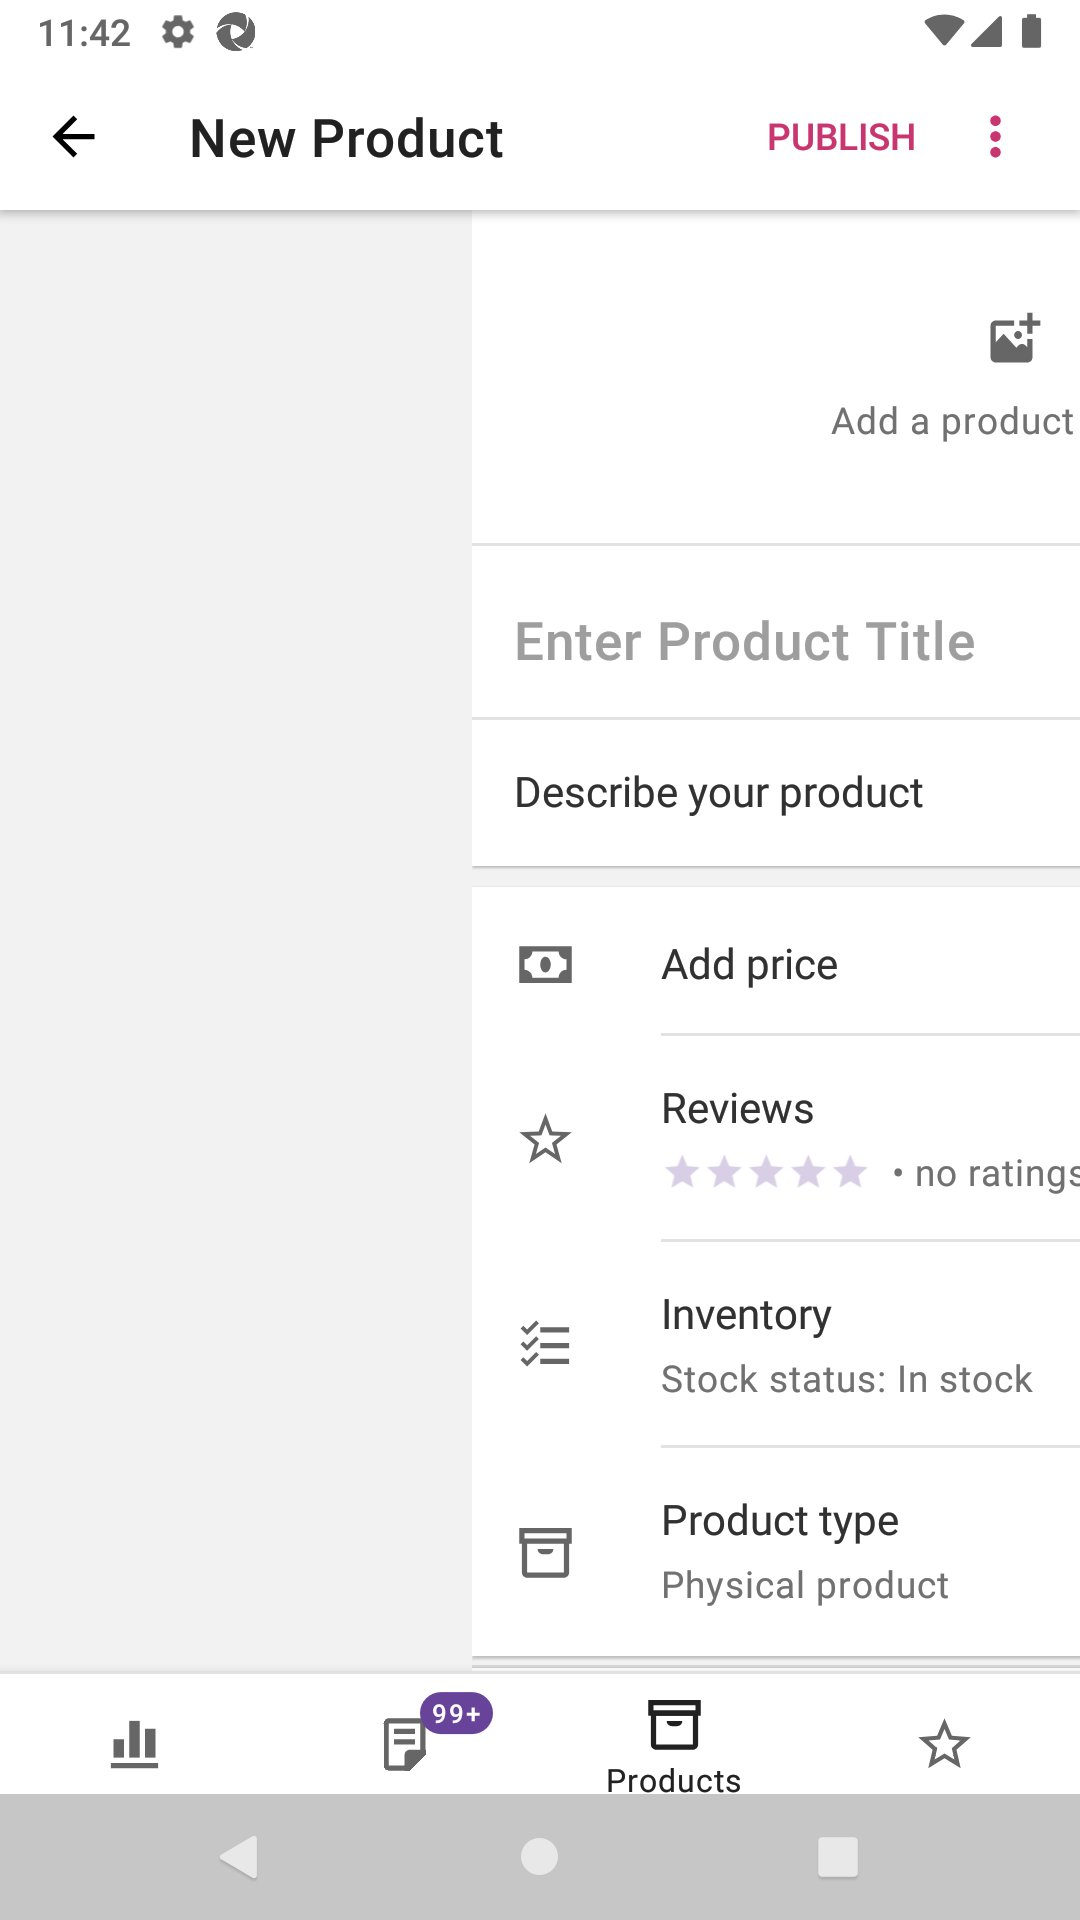 11:42
New Product
PUBLISH
Add a product
Enter Product Title
Describe your product
Add price
Reviews
• no ratings
Inventory
Stock status: In stock
Product type
Physical product
99+
Products